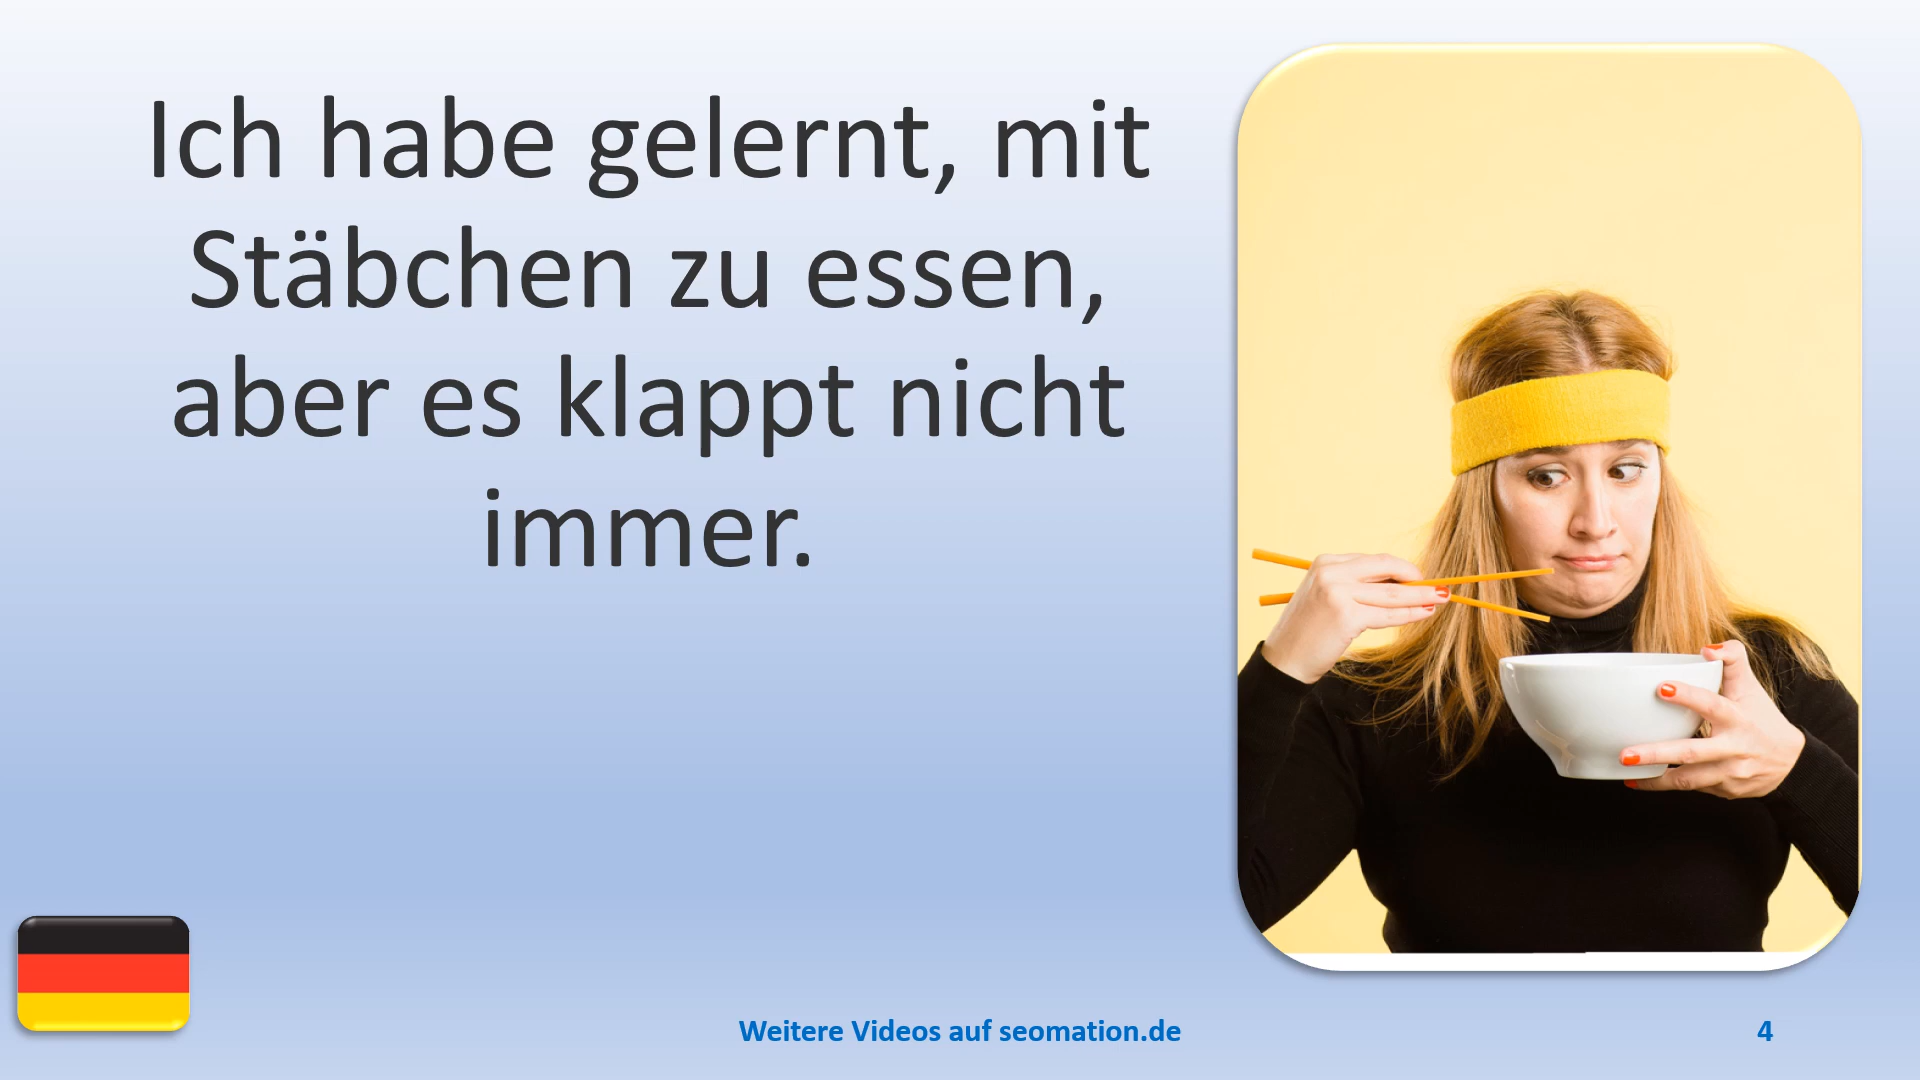 Ich habe gelernt, mit
Stäbchen zu essen,
aber es klappt nicht
immer.
Weitere Videos auf seomation.de
4